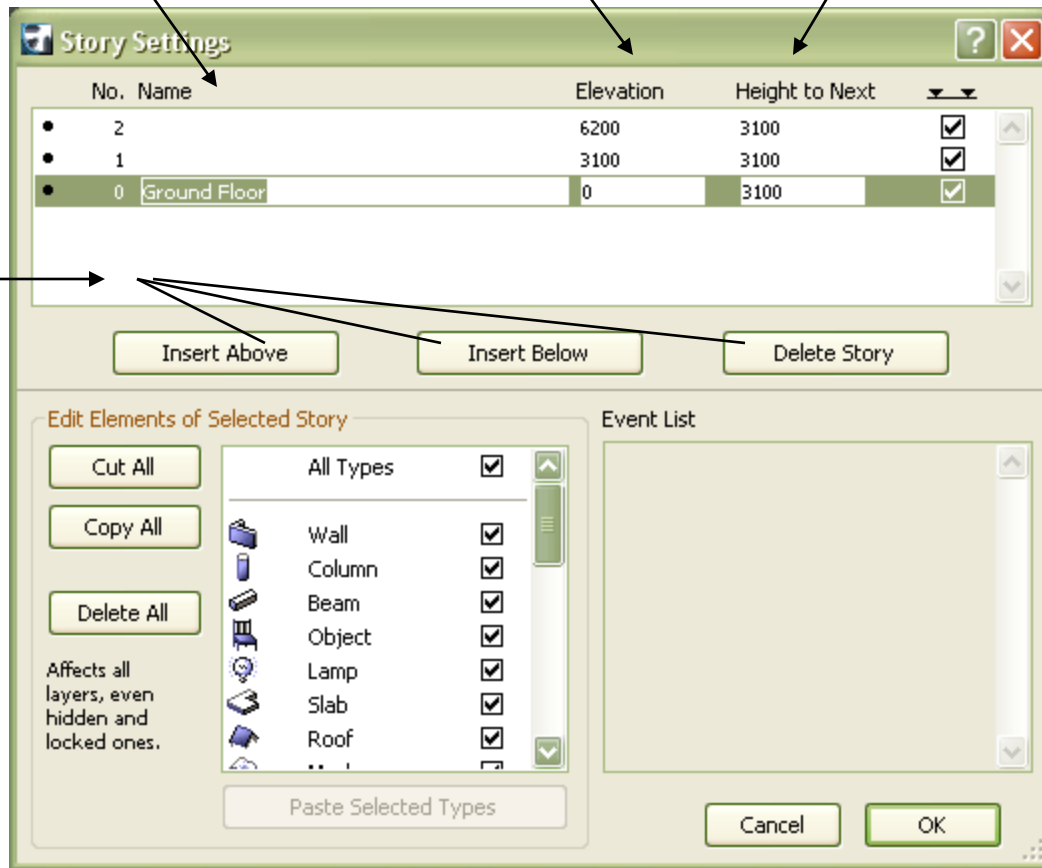 Story Settings
No. Name Elevation Height to Next
2 6200 3100
1 3100 3100
0 Ground Floor 0 3100
Insert Above Insert Below Delete Story
Edit Elements of Selected Story
Event List
Cut All
Copy All
Delete All
Affects all
layers, even
hidden and
locked ones.
All Types
Wall
Column
Beam
Object
Lamp
Slab
Roof
Paste Selected Types
Cancel OK